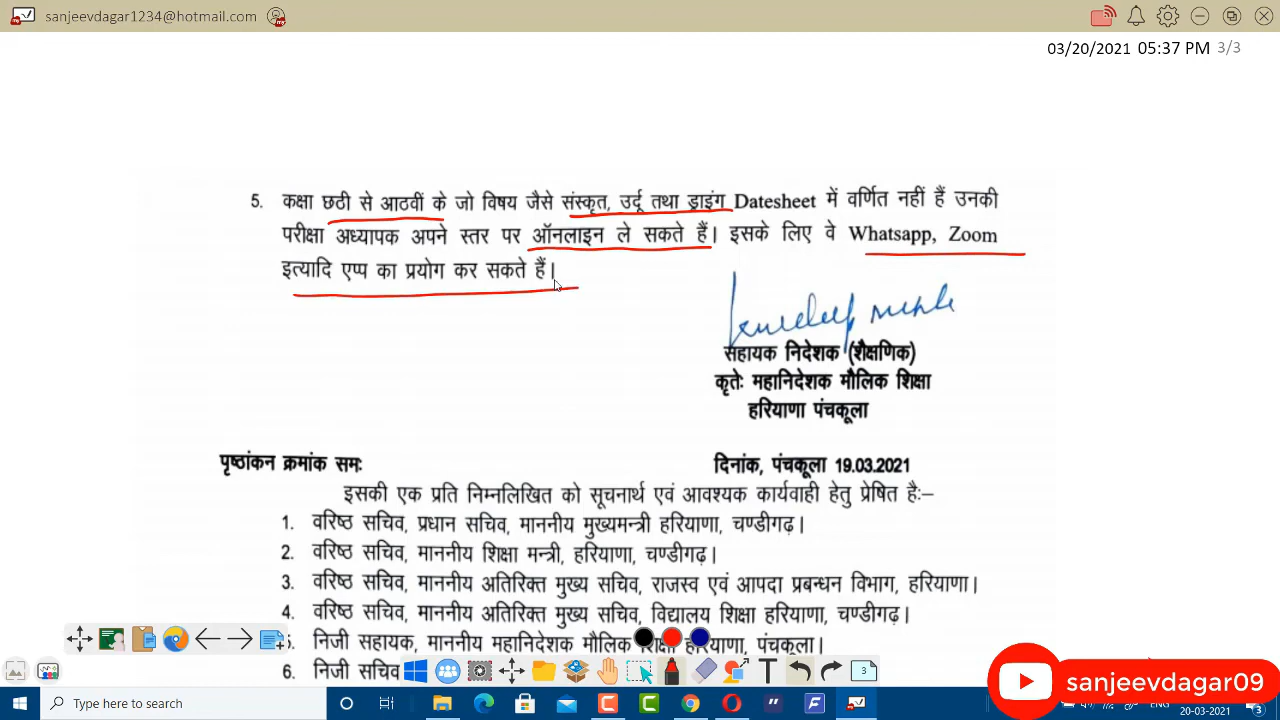 sanjeevdagar1234@hotmail.com
03/20/2021 05:37 PM 3/3
5. कक्षा छठी से आठवीं के जो विषय जैसे संस्कृत, उर्दू तथा ड्राइंग Datesheet में वर्णित नहीं हैं उनकी
परीक्षा अध्यापक अपने स्तर पर ऑनलाइन ले सकते हैं। इसके लिए वे Whatsapp, Zoom
इत्यादि एप्प का प्रयोग कर सकते हैं।
सहायक निदेशक (शैक्षणिक)
कृतेः महानिदेशक मौलिक शिक्षा
हरियाणा पंचकूला
पृष्ठांकन क्रमांक समः दिनांक, पंचकूला 19.03.2021
इसकी एक प्रति निम्नलिखित को सूचनार्थ एवं आवश्यक कार्यवाही हेतु प्रेषित हैः–
1. वरिष्ठ सचिव, प्रधान सचिव, माननीय मुख्यमन्त्री हरियाणा, चण्डीगढ़।
2. वरिष्ठ सचिव, माननीय शिक्षा मन्त्री, हरियाणा, चण्डीगढ़।
3. वरिष्ठ सचिव, माननीय अतिरिक्त मुख्य सचिव, राजस्व एवं आपदा प्रबन्धन विभाग, हरियाणा।
4. वरिष्ठ सचिव, माननीय अतिरिक्त मुख्य सचिव, विद्यालय शिक्षा हरियाणा, चण्डीगढ़।
निजी सहायक, माननीय महानिदेशक मौलिक शिक्षा हरियाणा, पंचकूला।
6. निजी सचिव
3
sanjeevdagar09
Type here to search
20-03-2021
3